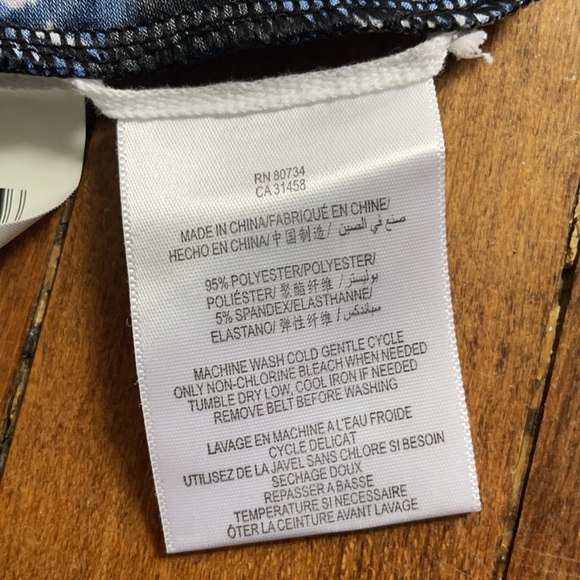 RN 80734
CA 31458
MADE IN CHINA/FABRIQUÉ EN CHINE/
HECHO EN CHINA/中国制造/ صنع في الصين
95% POLYESTER/POLYESTER/
POLIÉSTER/ 聚酯纤维 / بوليستر
5% SPANDEX/ELASTHANNE/
ELASTANO/ 弹性纤维/ سباندكس
MACHINE WASH COLD GENTLE CYCLE
ONLY NON-CHLORINE BLEACH WHEN NEEDED
TUMBLE DRY LOW, COOL IRON IF NEEDED
REMOVE BELT BEFORE WASHING
LAVAGE EN MACHINE A L'EAU FROIDE
CYCLE DELICAT
UTILISEZ DE LA JAVEL SANS CHLORE SI BESOIN
SECHAGE DOUX
REPASSER A BASSE
TEMPERATURE SI NECESSAIRE
ÔTER LA CEINTURE AVANT LAVAGE